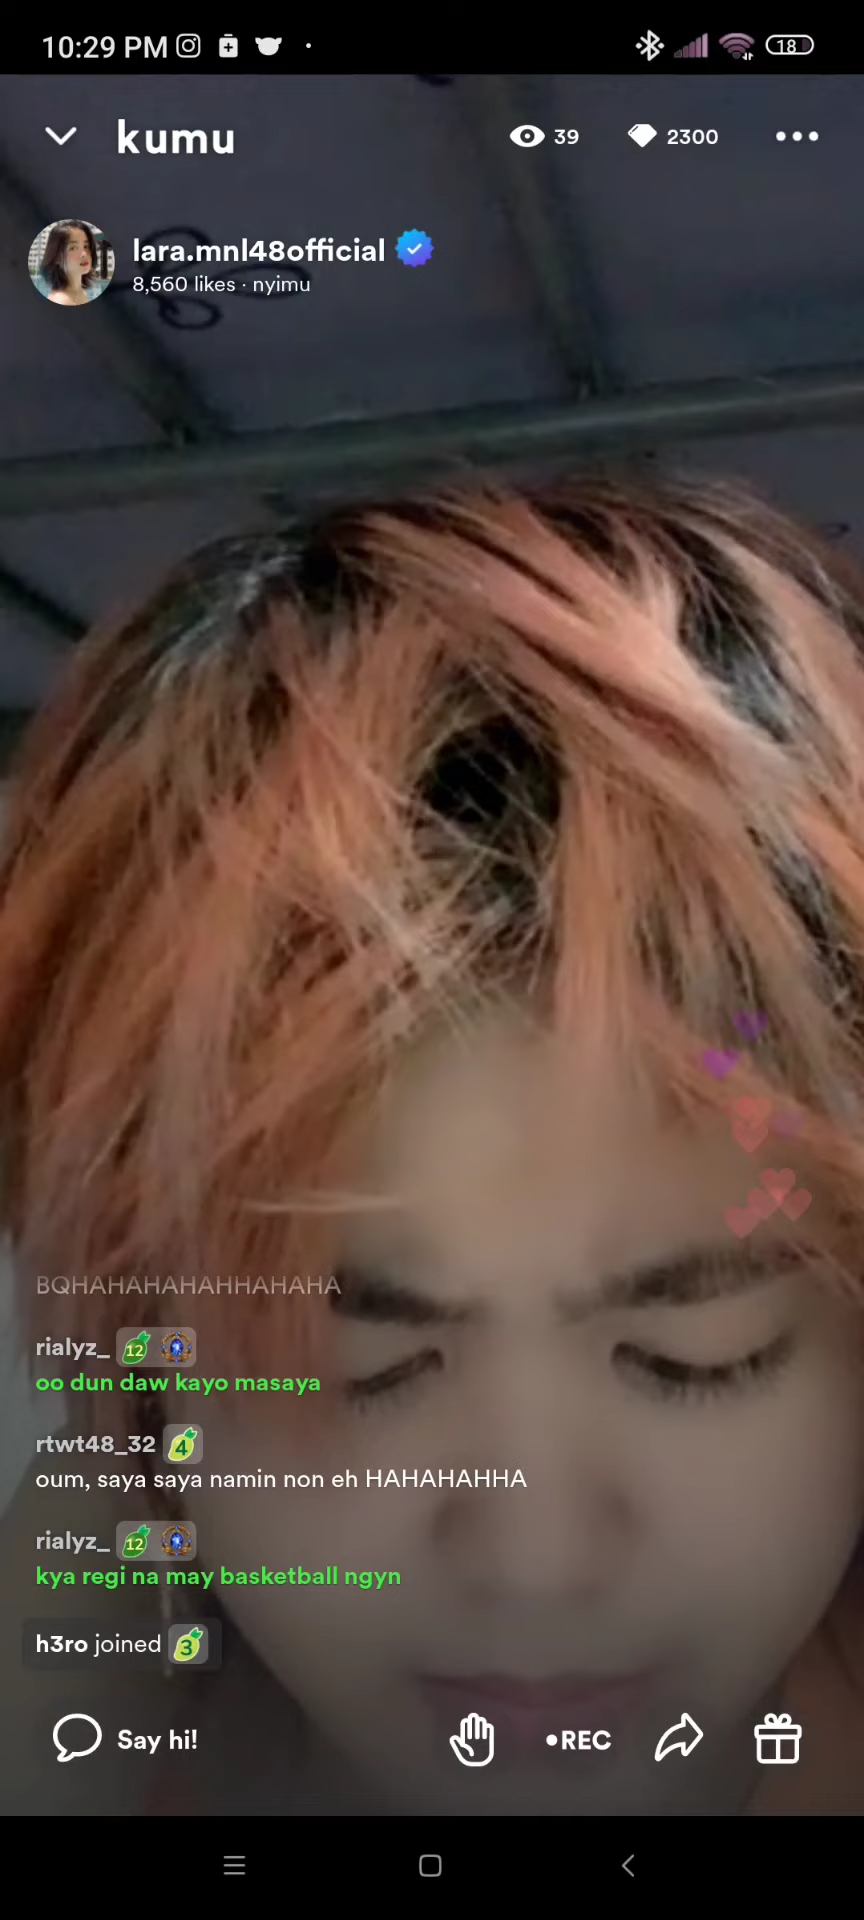 10:29 PM
18
kumu
39
2300
lara.mnl48official
8,560 likes · nyimu
BQHAHAHAHAHHAHAHA
rialyz_ 12
oo dun daw kayo masaya
rtwt48_32 4
oum, saya saya namin non eh HAHAHAHHA
rialyz_ 12
kya regi na may basketball ngyn
h3ro joined 3
Say hi!
•REC